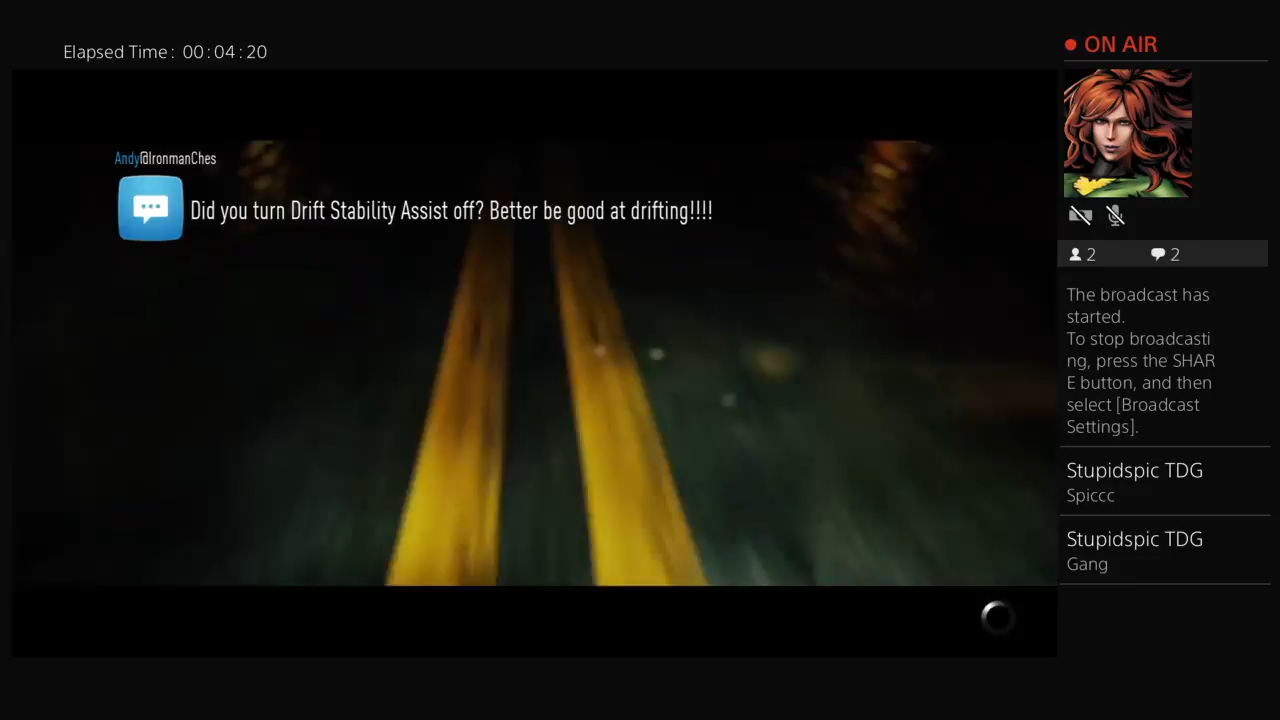 Elapsed Time: 00:04:20
ON AIR
Andy@IronmanChes
Did you turn Drift Stability Assist off? Better be good at drifting!!!!
2 2
The broadcast has
started.
To stop broadcasti
ng, press the SHAR
E button, and then
select [Broadcast
Settings].
Stupidspic TDG
Spiccc
Stupidspic TDG
Gang